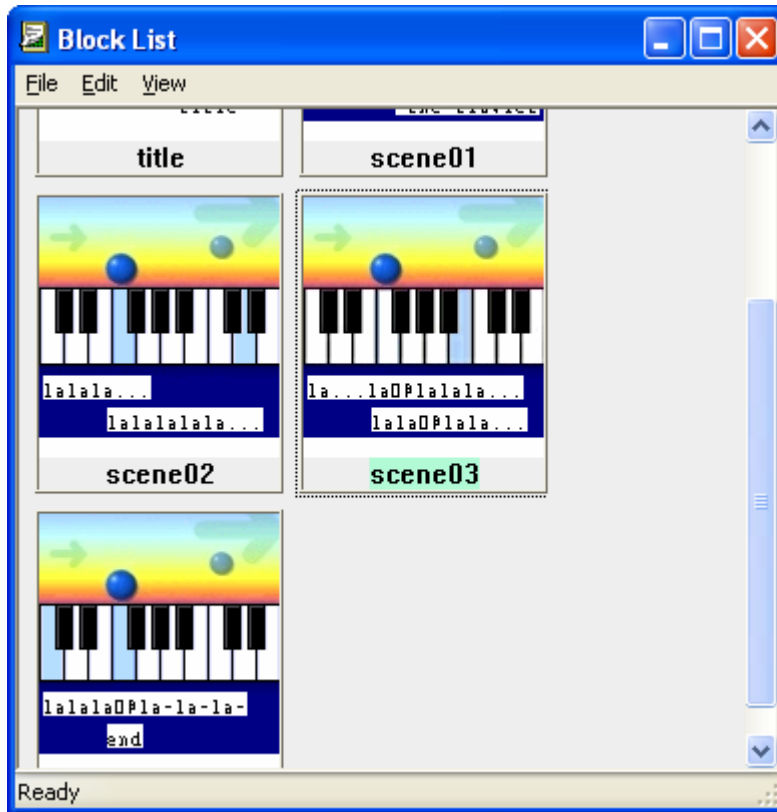 Block List
File Edit View
title scene01
lalala...
lalalalala...
la...la lalala...
lala lala...
scene02 scene03
lalala la-la-la-
end
Ready